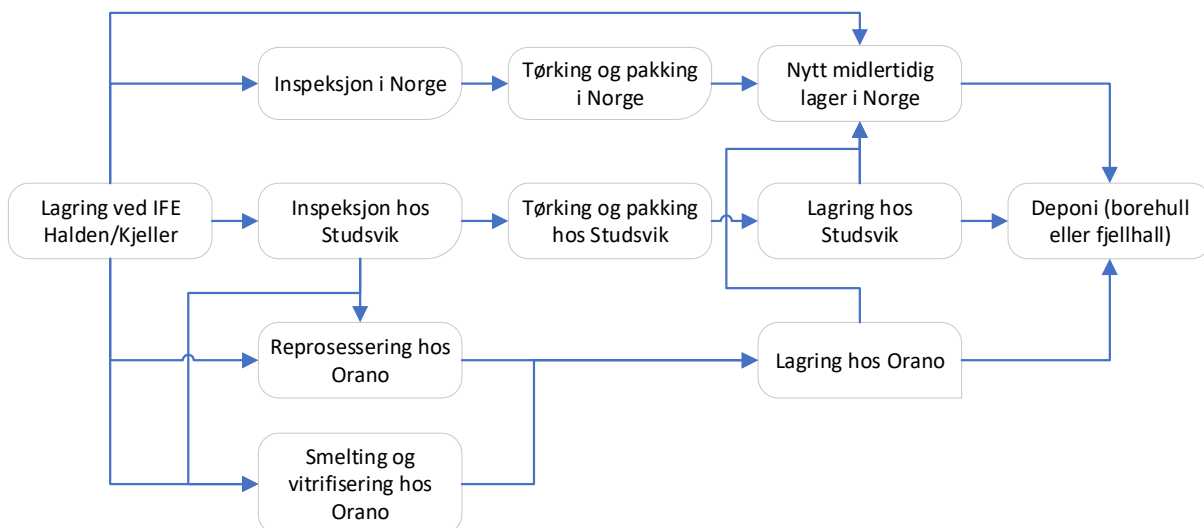 Inspeksjon i Norge
Tørking og pakking
i Norge
Nytt midlertidig
lager i Norge
Lagring ved IFE
Halden/Kjeller
Inspeksjon hos
Studsvik
Tørking og pakking
hos Studsvik
Lagring hos
Studsvik
Deponi (borehull
eller fjellhall)
Reprosessering hos
Orano
Lagring hos Orano
Smelting og
vitrifisering hos
Orano